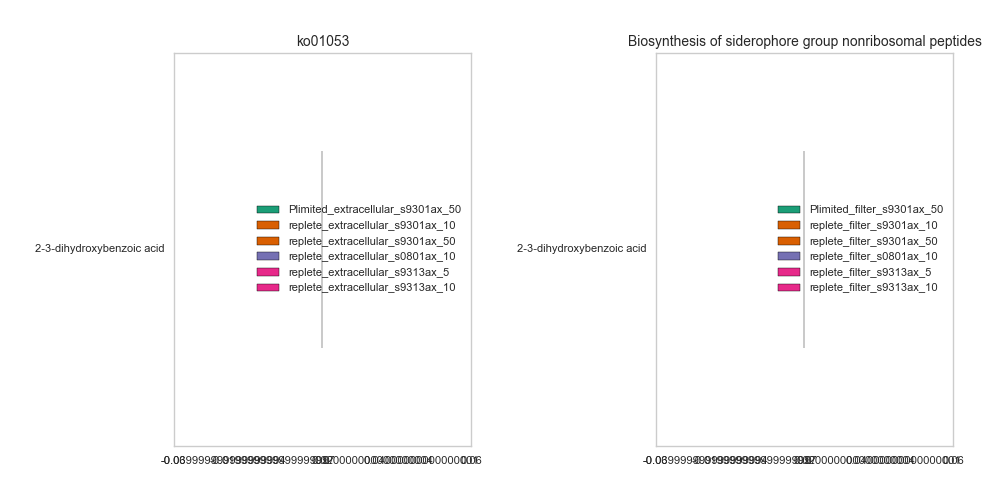 ko01053
Biosynthesis of siderophore group nonribosomal peptides
Plimited_extracellular_s9301ax_50
replete_extracellular_s9301ax_10
replete_extracellular_s9301ax_50
replete_extracellular_s0801ax_10
replete_extracellular_s9313ax_5
replete_extracellular_s9313ax_10
2-3-dihydroxybenzoic acid
Plimited_filter_s9301ax_50
replete_filter_s9301ax_10
replete_filter_s9301ax_50
replete_filter_s0801ax_10
replete_filter_s9313ax_5
replete_filter_s9313ax_10
2-3-dihydroxybenzoic acid